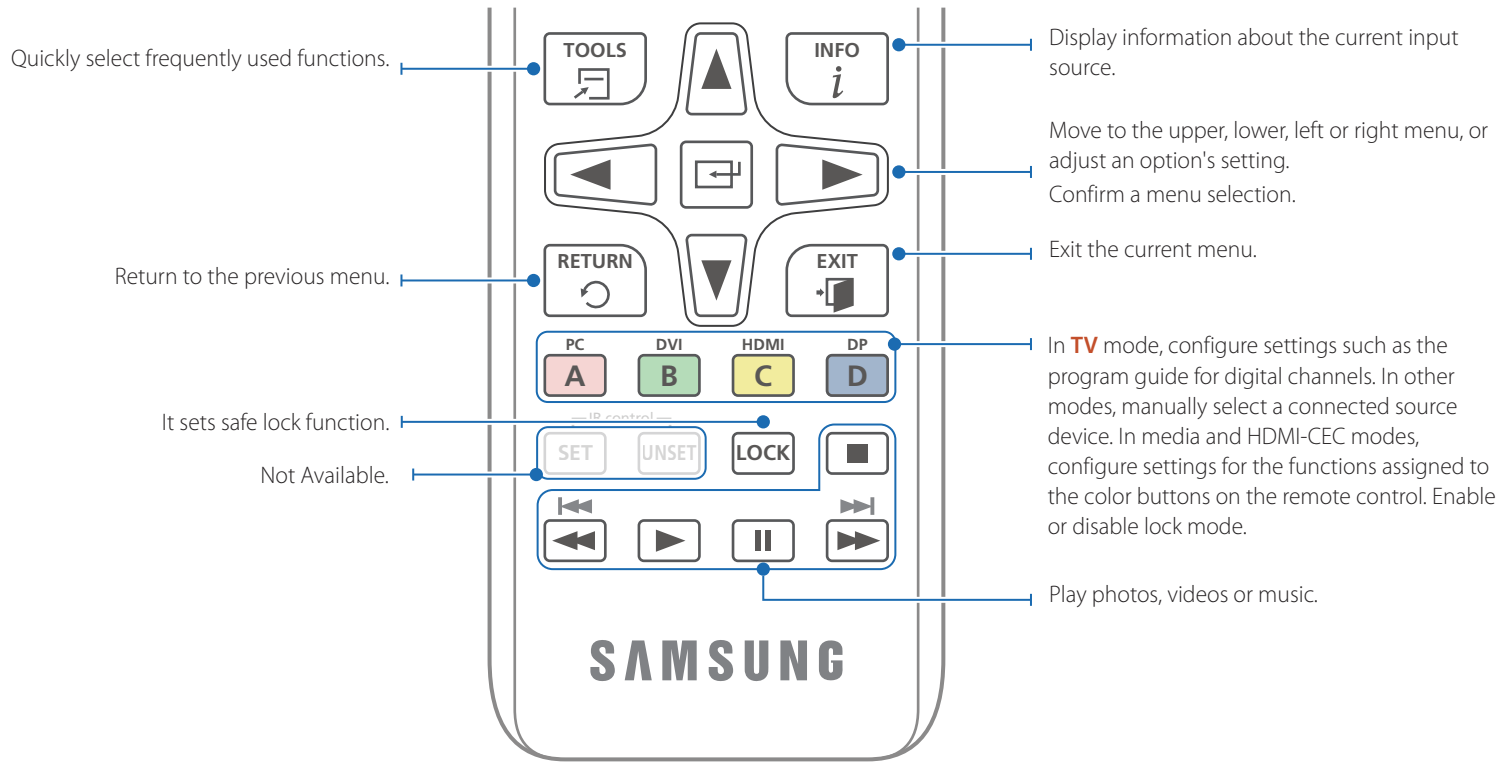 TOOLS
INFO
i
Quickly select frequently used functions.
Display information about the current input
source.
Move to the upper, lower, left or right menu, or
adjust an option's setting.
Confirm a menu selection.
RETURN
EXIT
Return to the previous menu.
Exit the current menu.
PC
DVI
HDMI
DP
A
B
C
D
In TV mode, configure settings such as the
program guide for digital channels. In other
modes, manually select a connected source
device. In media and HDMI-CEC modes,
configure settings for the functions assigned to
the color buttons on the remote control. Enable
or disable lock mode.
It sets safe lock function.
IR control
SET
UNSET
LOCK
Not Available.
Play photos, videos or music.
SAMSUNG